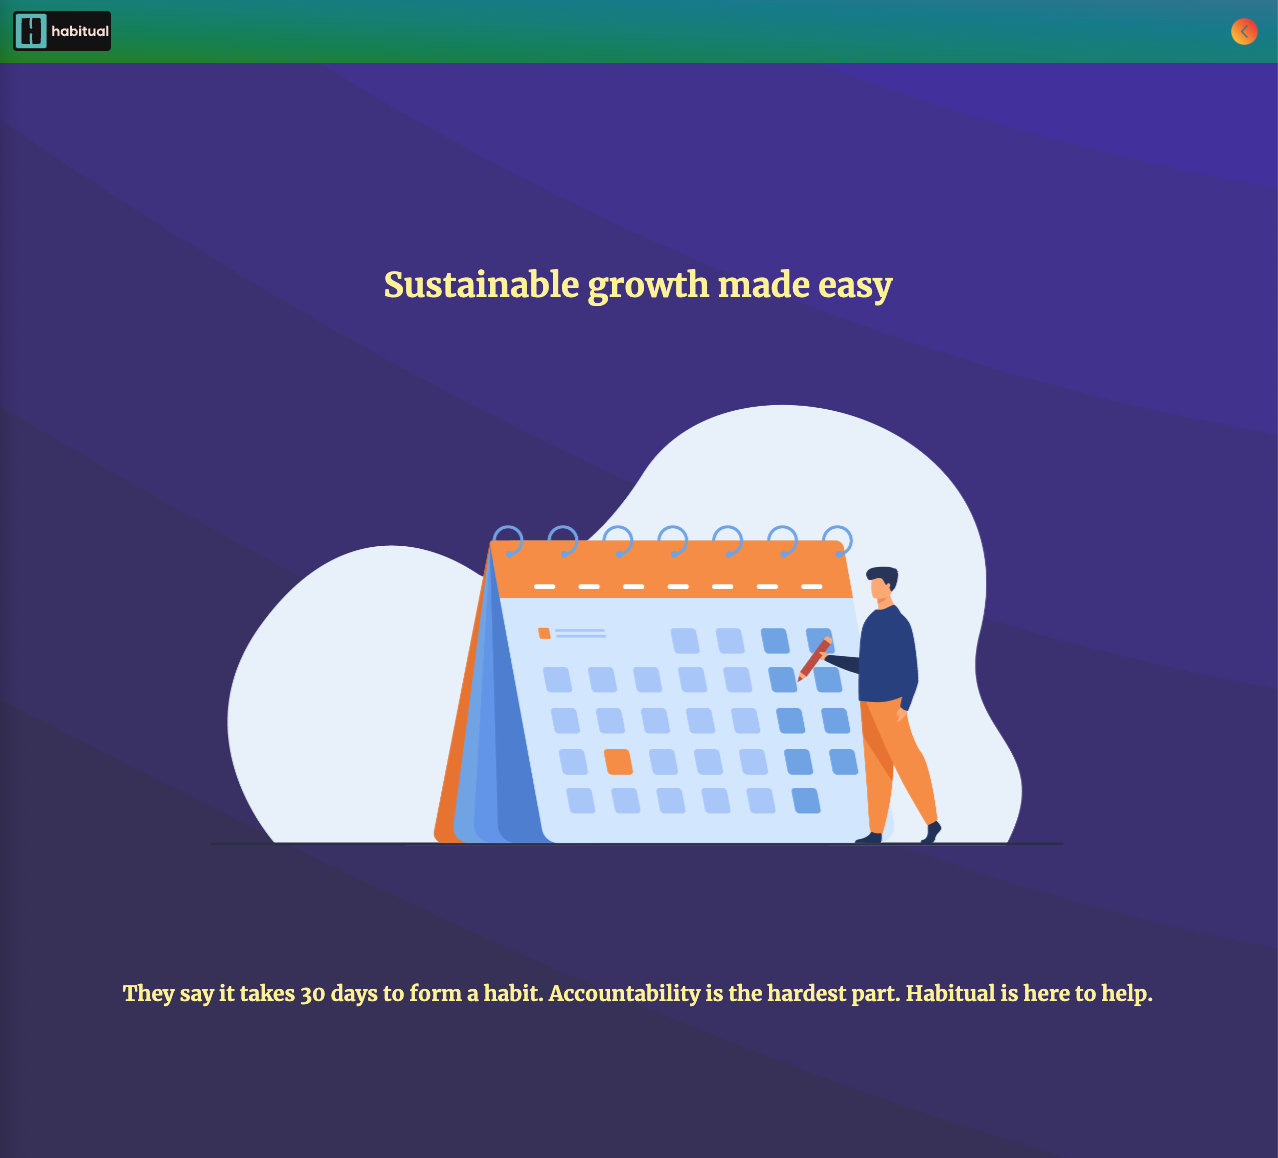 habitual
Sustainable growth made easy
They say it takes 30 days to form a habit. Accountability is the hardest part. Habitual is here to help.